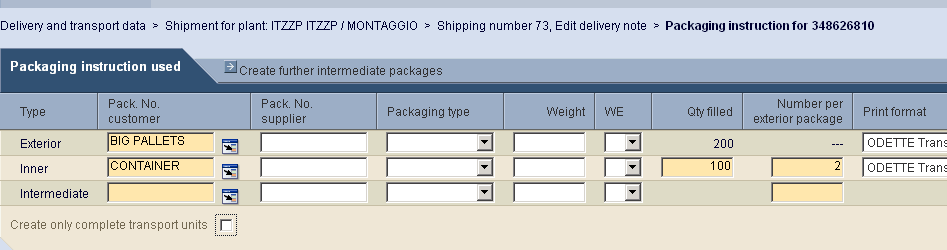 Delivery and transport data > Shipment for plant: ITZZP ITZZP / MONTAGGIO > Shipping number 73, Edit delivery note > Packaging instruction for 348626810
Packaging instruction used
Create further intermediate packages
Type Pack. No. customer Pack. No. supplier Packaging type Weight WE Qty filled Number per exterior package Print format
Exterior BIG PALLETS 200 --- ODETTE Trans
Inner CONTAINER 100 2 ODETTE Trans
Intermediate
Create only complete transport units